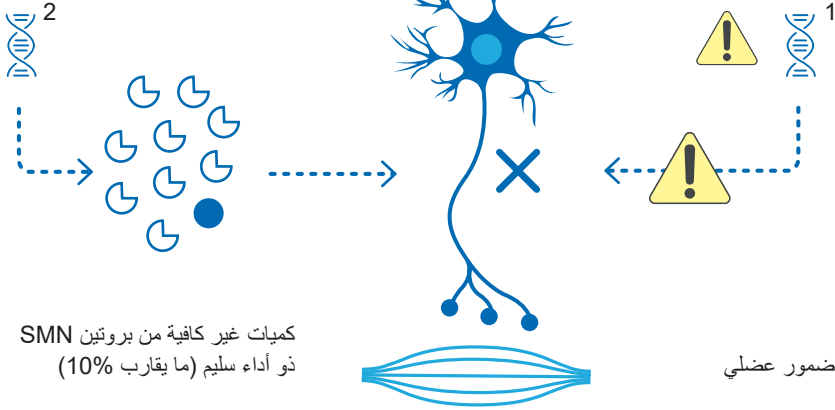 1
2
كميات غير كافية من بروتين SMN
ذو أداء سليم (ما يقارب 10%)
ضمور عضلي